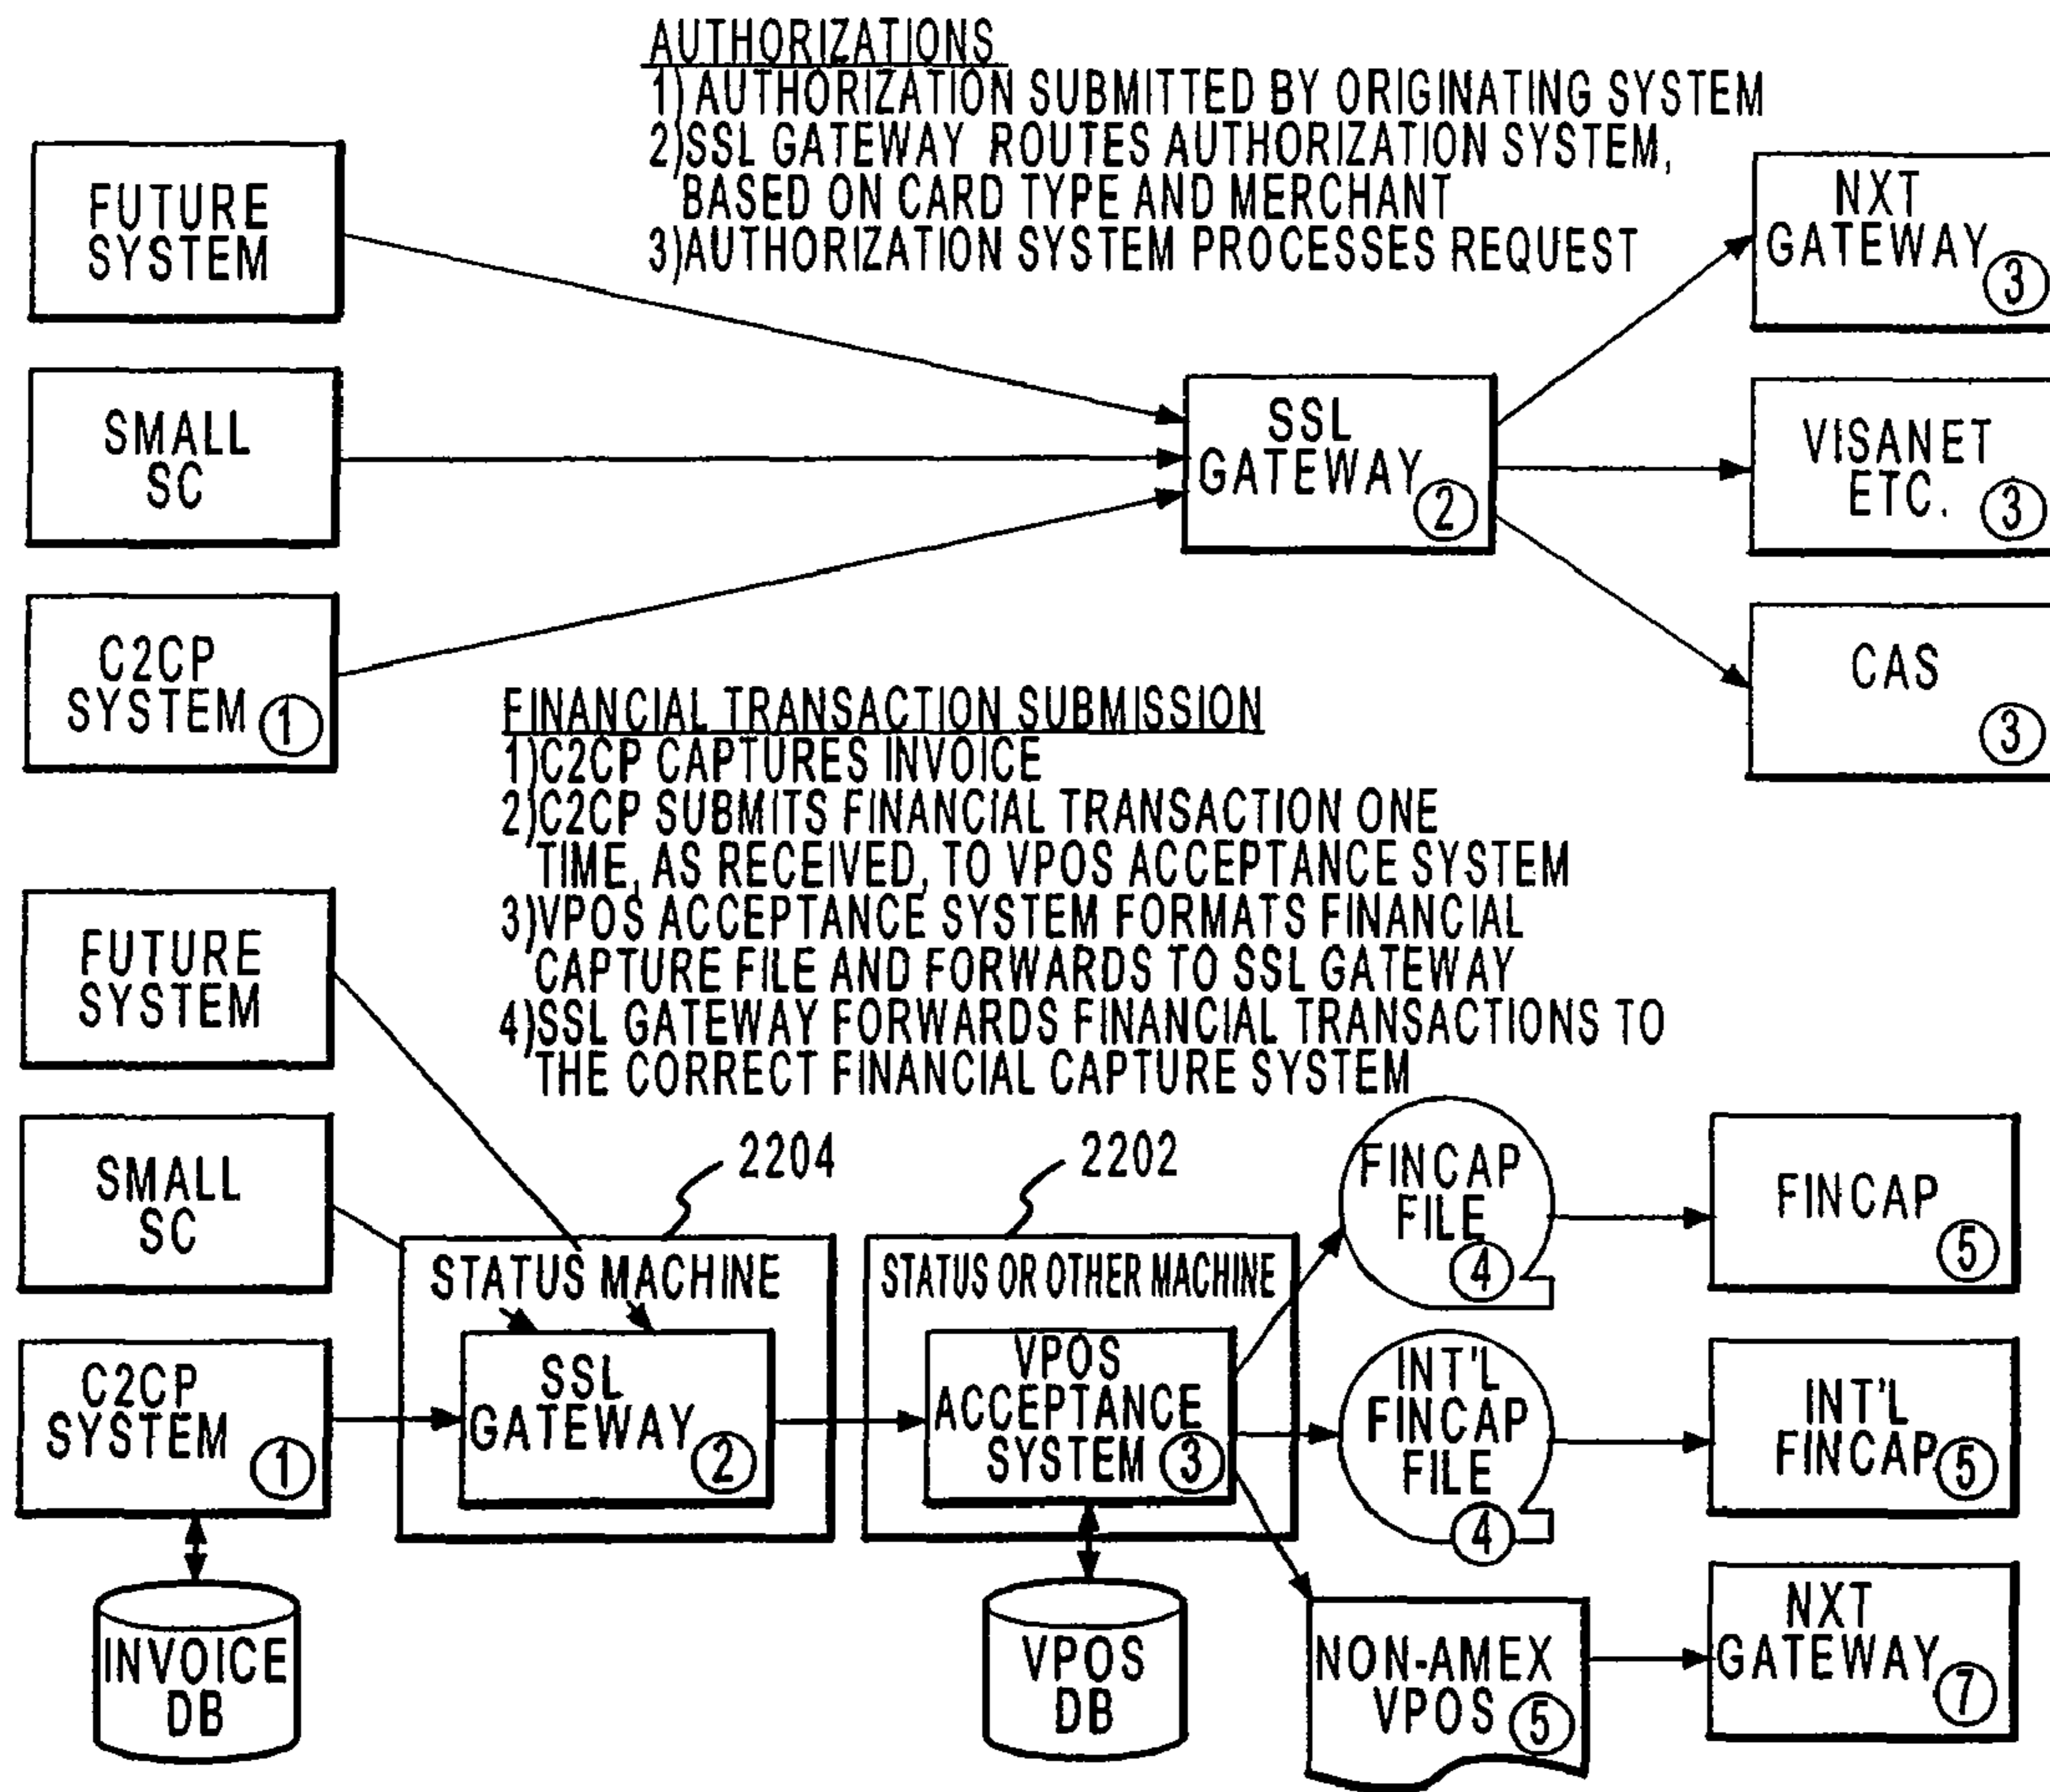 AUTHORIZATIONS
1) AUTHORIZATION SUBMITTED BY ORIGINATING SYSTEM
2)SSL GATEWAY ROUTES AUTHORIZATION SYSTEM,
BASED ON CARD TYPE AND MERCHANT
3)AUTHORIZATION SYSTEM PROCESSES REQUEST
FUTURE
SYSTEM
NXT
GATEWAY
3
SMALL
SC
SSL
GATEWAY
2
VISANET
ETC.
3
C2CP
SYSTEM
1
CAS
3
FINANCIAL TRANSACTION SUBMISSION
1)C2CP CAPTURES INVOICE
2)C2CP SUBMITS FINANCIAL TRANSACTION ONE
TIME, AS RECEIVED, TO VPOS ACCEPTANCE SYSTEM
3)VPOS ACCEPTANCE SYSTEM FORMATS FINANCIAL
CAPTURE FILE AND FORWARDS TO SSL GATEWAY
4)SSL GATEWAY FORWARDS FINANCIAL TRANSACTIONS TO
THE CORRECT FINANCIAL CAPTURE SYSTEM
FUTURE
SYSTEM
SMALL
SC
2204
2202
FINCAP
FILE
4
FINCAP
5
STATUS MACHINE
STATUS OR OTHER MACHINE
C2CP
SYSTEM
1
SSL
GATEWAY
2
VPOS
ACCEPTANCE
SYSTEM
3
INT'L
FINCAP
FILE
4
INT'L
FINCAP
5
INVOICE
DB
VPOS
DB
NON-AMEX
VPOS
5
NXT
GATEWAY
7